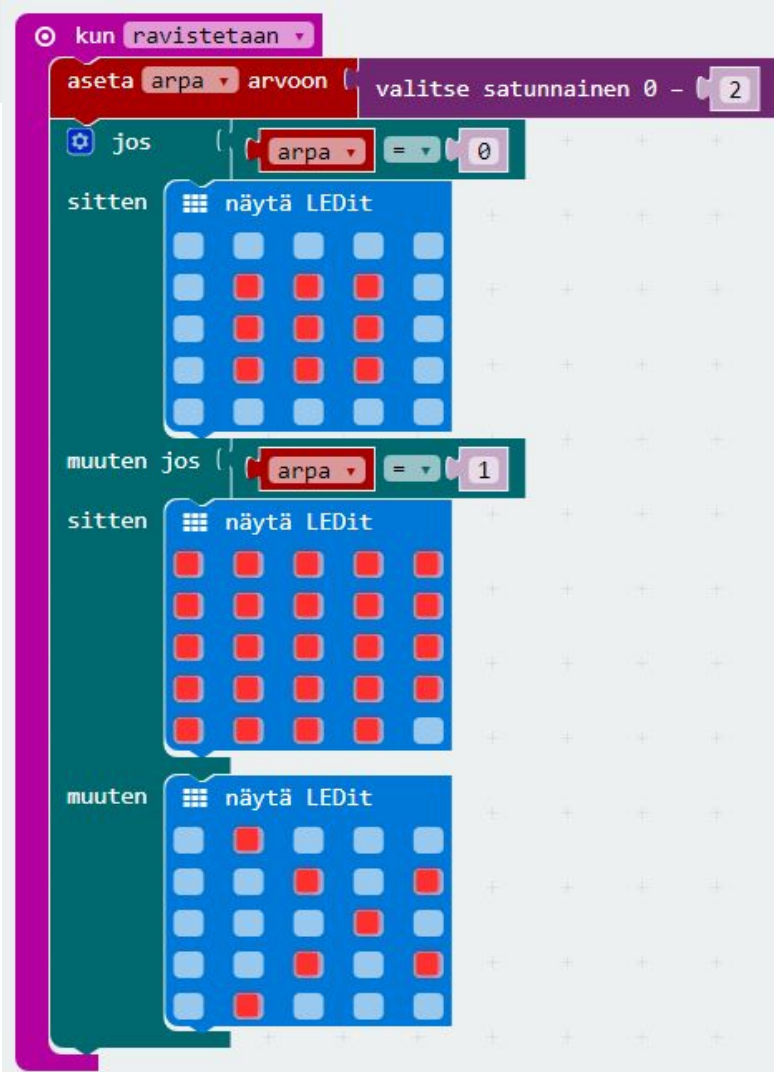 kun ravistetaan
aseta arpa arvoon valitse satunnainen 0 – 2
jos arpa = 0
sitten näytä LEDit
muuten jos arpa = 1
sitten näytä LEDit
muuten näytä LEDit